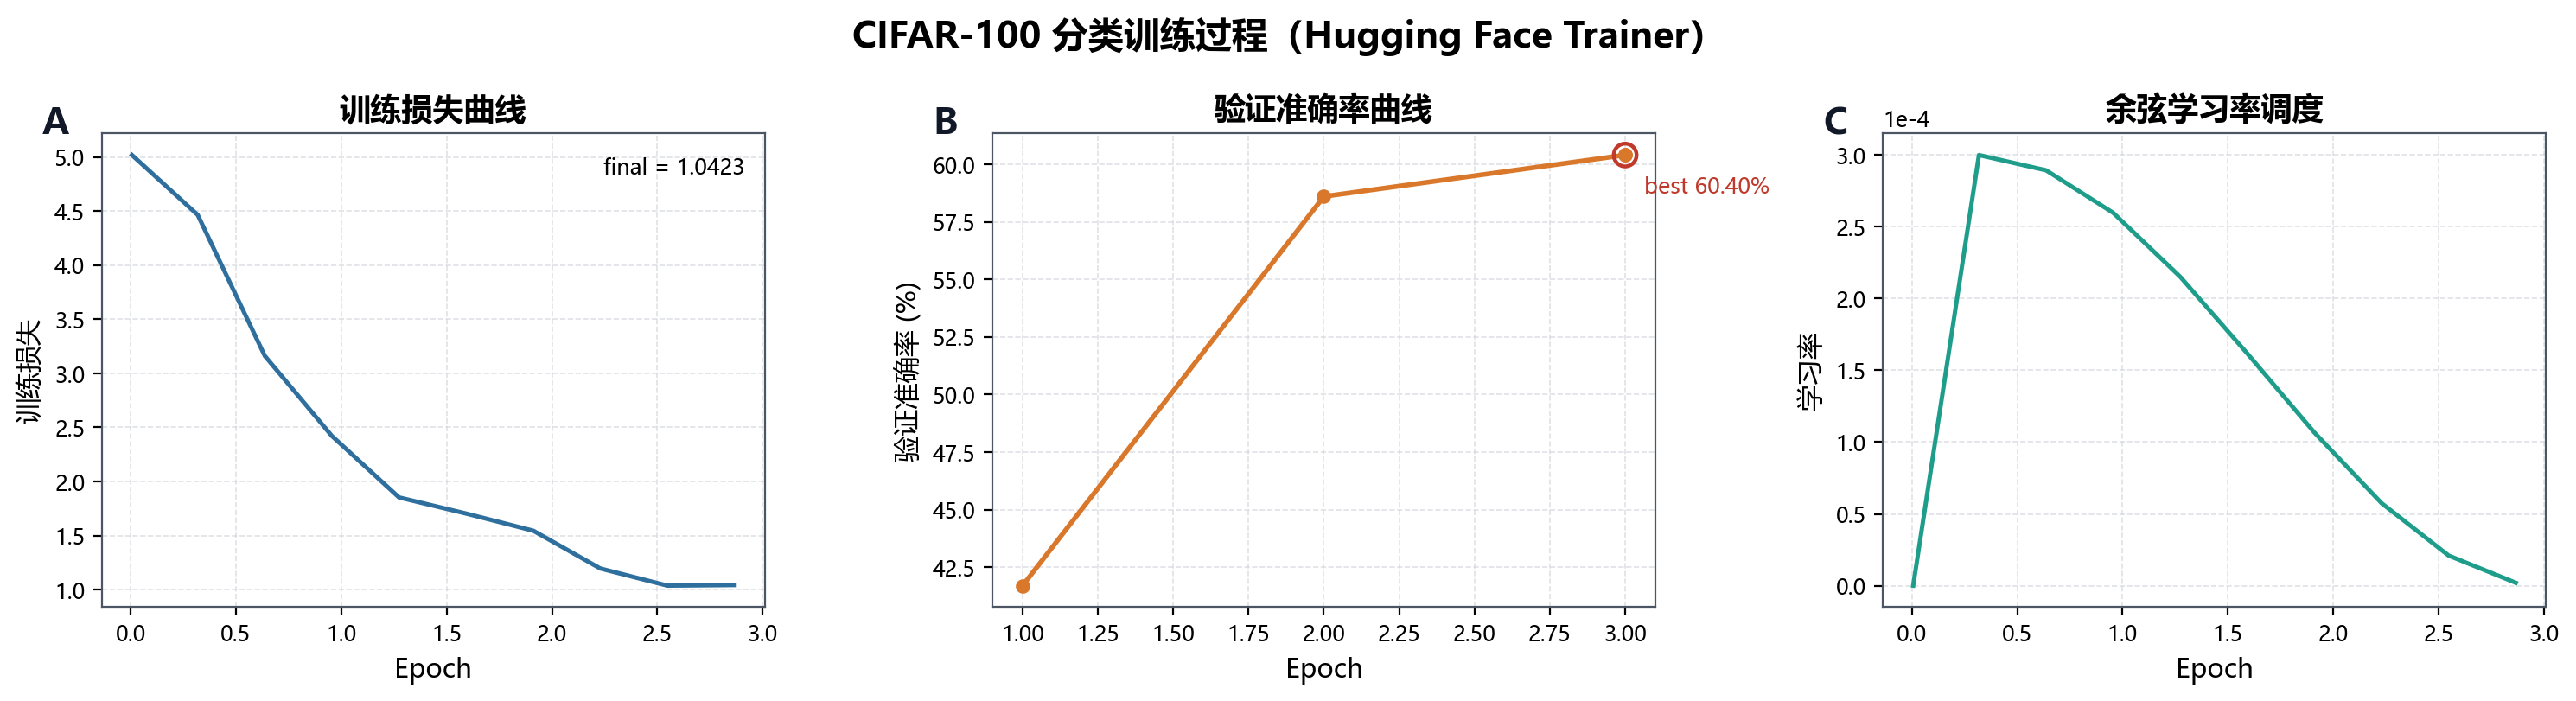 CIFAR-100 分类训练过程（Hugging Face Trainer）
A
训练损失曲线
final = 1.0423
5.0
4.5
4.0
3.5
3.0
2.5
2.0
1.5
1.0
训练损失
0.0 0.5 1.0 1.5 2.0 2.5 3.0
Epoch
B
验证准确率曲线
best 60.40%
60.0
57.5
55.0
52.5
50.0
47.5
45.0
42.5
验证准确率 (%)
1.00 1.25 1.50 1.75 2.00 2.25 2.50 2.75 3.00
Epoch
C
余弦学习率调度
1e-4
3.0
2.5
2.0
1.5
1.0
0.5
0.0
学习率
0.0 0.5 1.0 1.5 2.0 2.5 3.0
Epoch